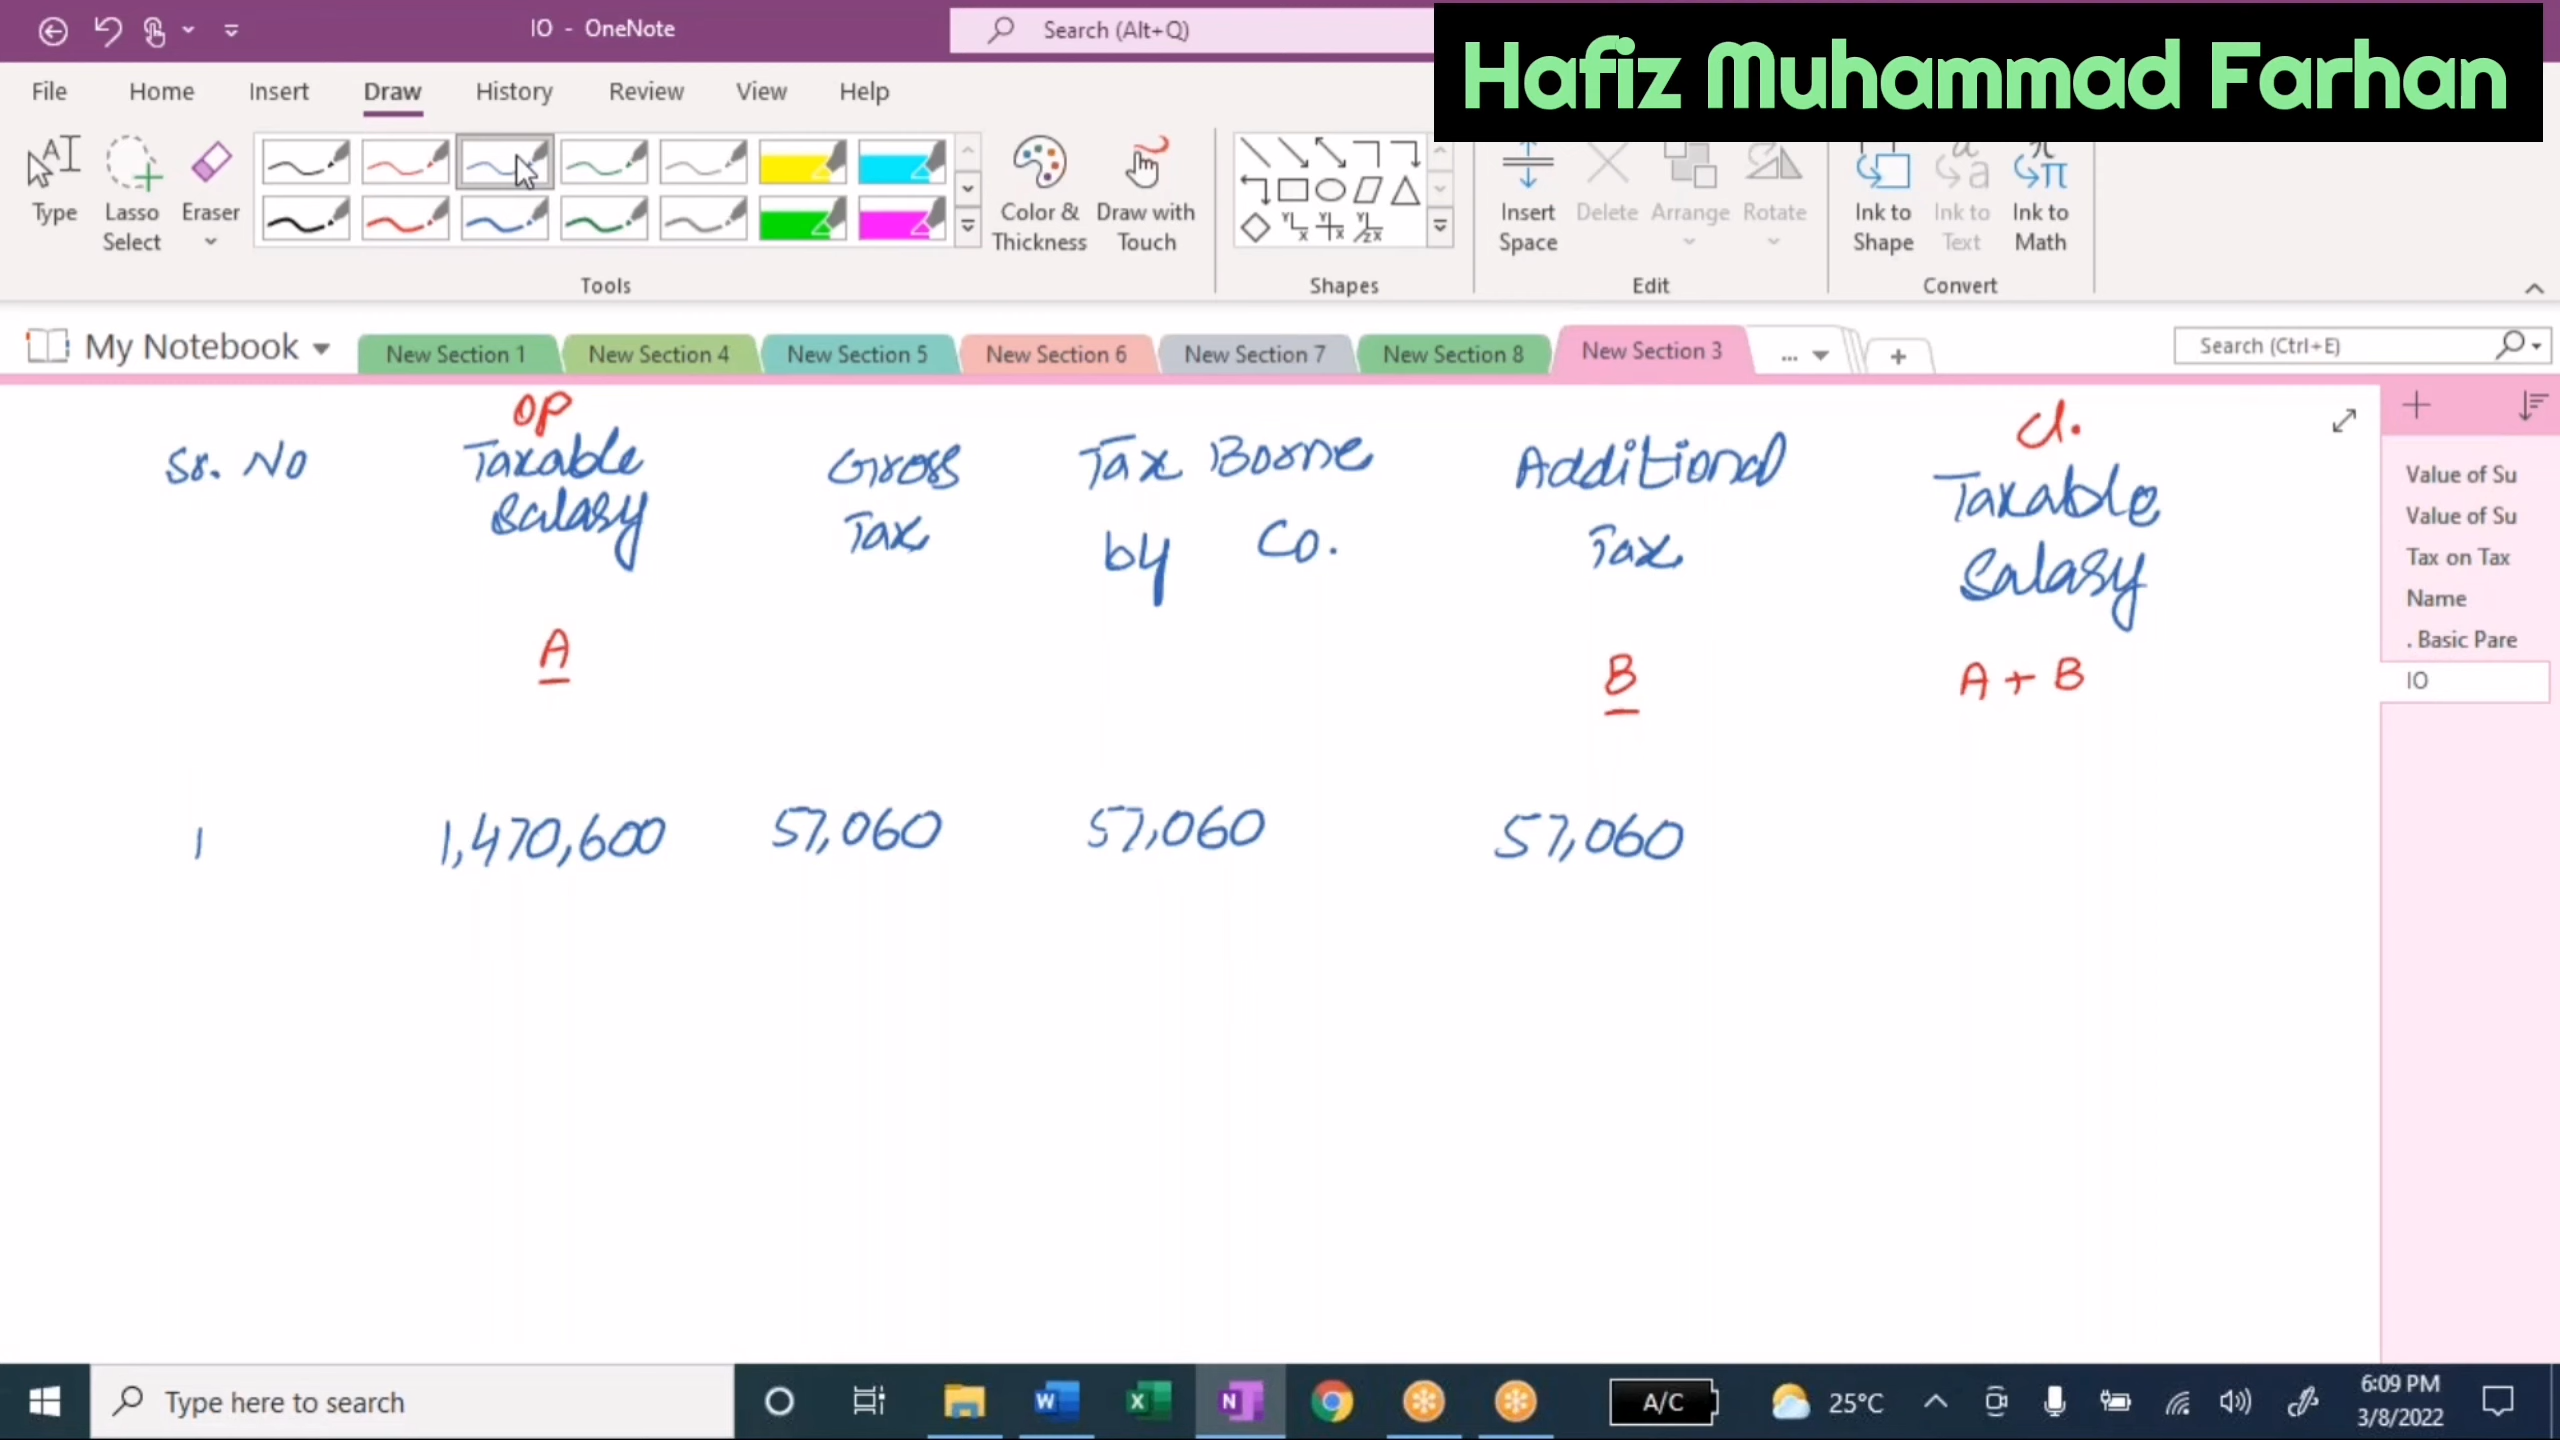 IO - OneNote
Search (Alt+Q)
Hafiz Muhammad Farhan
File Home Insert Draw History Review View Help
Type
Lasso Select
Eraser
Color & Thickness
Draw with Touch
Insert Space
Delete
Arrange
Rotate
Ink to Shape
Ink to Text
Ink to Math
Tools
Shapes
Edit
Convert
My Notebook
New Section 1
New Section 4
New Section 5
New Section 6
New Section 7
New Section 8
New Section 3
...
Search (Ctrl+E)
OP
Cl.
Sr. No
Taxable Salary
Gross Tax
Tax Borne by Co.
Additional Tax
Taxable Salary
A
B
A + B
1
1,470,600
57,060
57,060
57,060
Value of Su
Value of Su
Tax on Tax
Name
. Basic Pare
IO
Type here to search
A/C
25°C
6:09 PM
3/8/2022